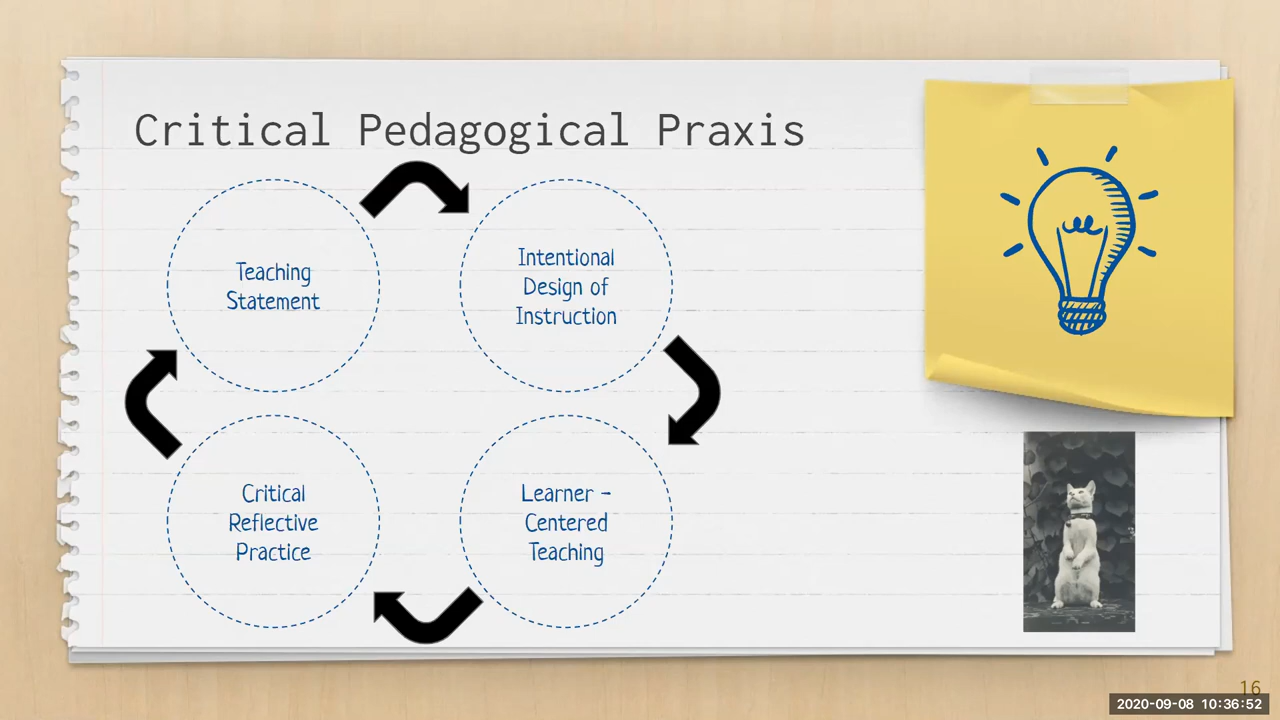 Critical Pedagogical Praxis
Teaching
Statement
Intentional
Design of
Instruction
Critical
Reflective
Practice
Learner -
Centered
Teaching
16
2020-09-08 10:36:52